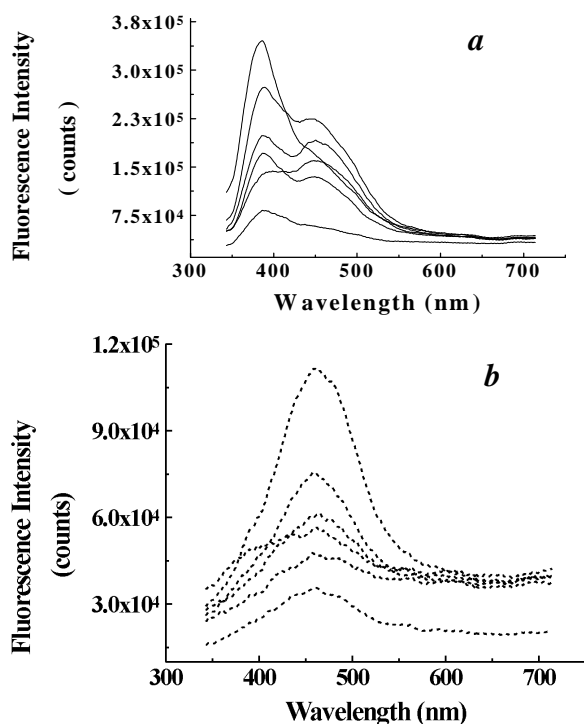 3.8x10⁵
a
3.0x10⁵
2.3x10⁵
1.5x10⁵
7.5x10⁴
Fluorescence Intensity
( counts )
300 400 500 600 700
Wavelength (nm)
1.2x10⁵
b
9.0x10⁴
6.0x10⁴
3.0x10⁴
Fluorescence Intensity
(counts)
300 400 500 600 700
Wavelength (nm)